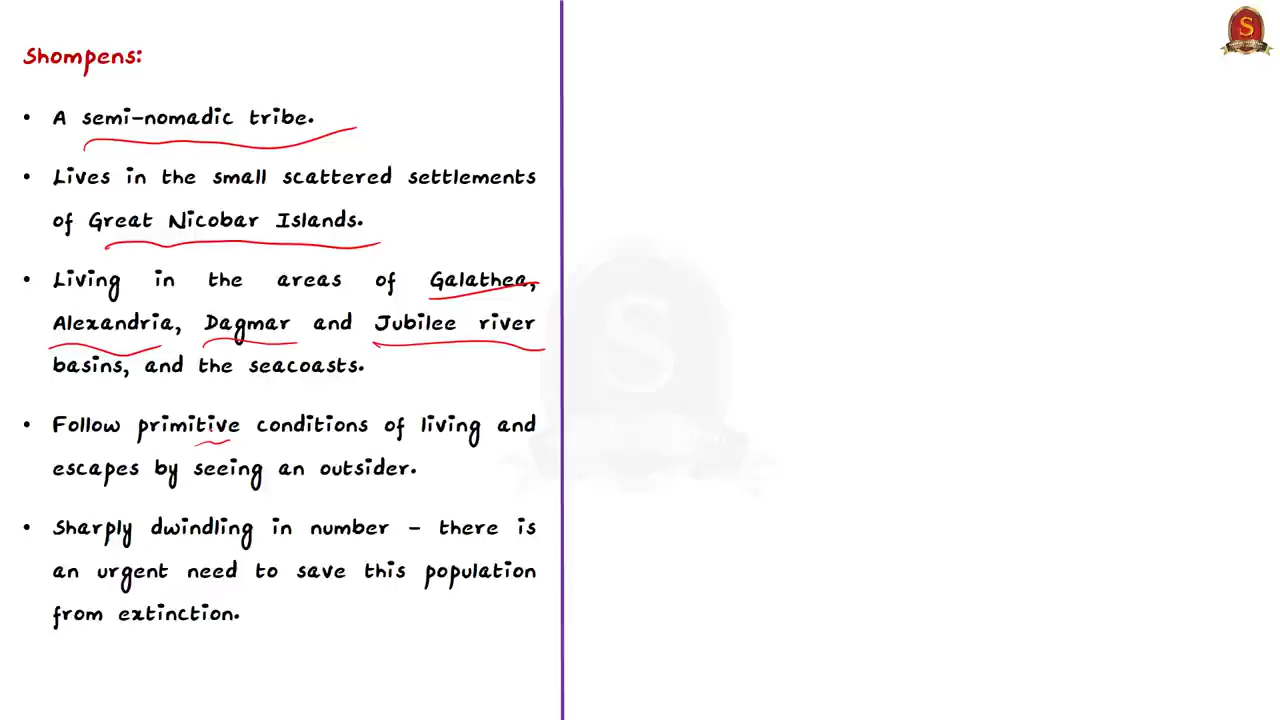 Shompens:
• A semi-nomadic tribe.
• Lives in the small scattered settlements
of Great Nicobar Islands.
• Living in the areas of Galathea,
Alexandria, Dagmar and Jubilee river
basins, and the seacoasts.
• Follow primitive conditions of living and
escapes by seeing an outsider.
• Sharply dwindling in number - there is
an urgent need to save this population
from extinction.
S
S